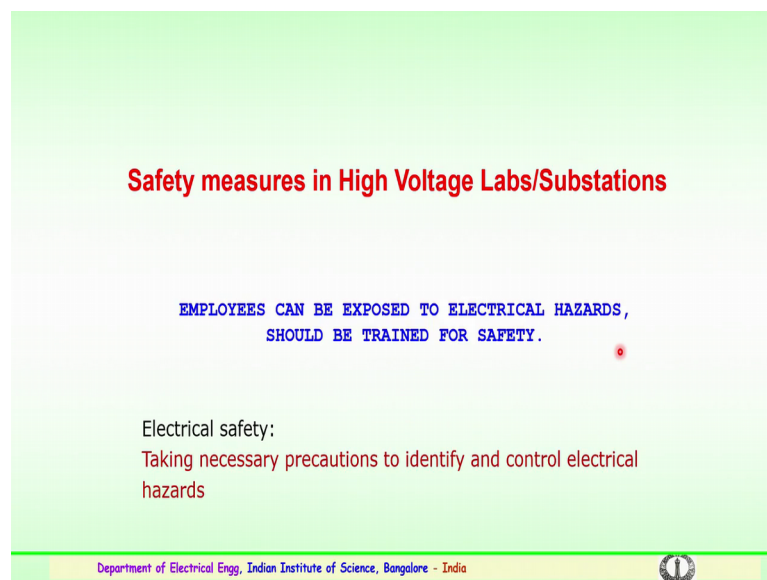 Safety measures in High Voltage Labs/Substations
EMPLOYEES CAN BE EXPOSED TO ELECTRICAL HAZARDS,
SHOULD BE TRAINED FOR SAFETY.
Electrical safety:
Taking necessary precautions to identify and control electrical
hazards
Department of Electrical Engg, Indian Institute of Science, Bangalore - India